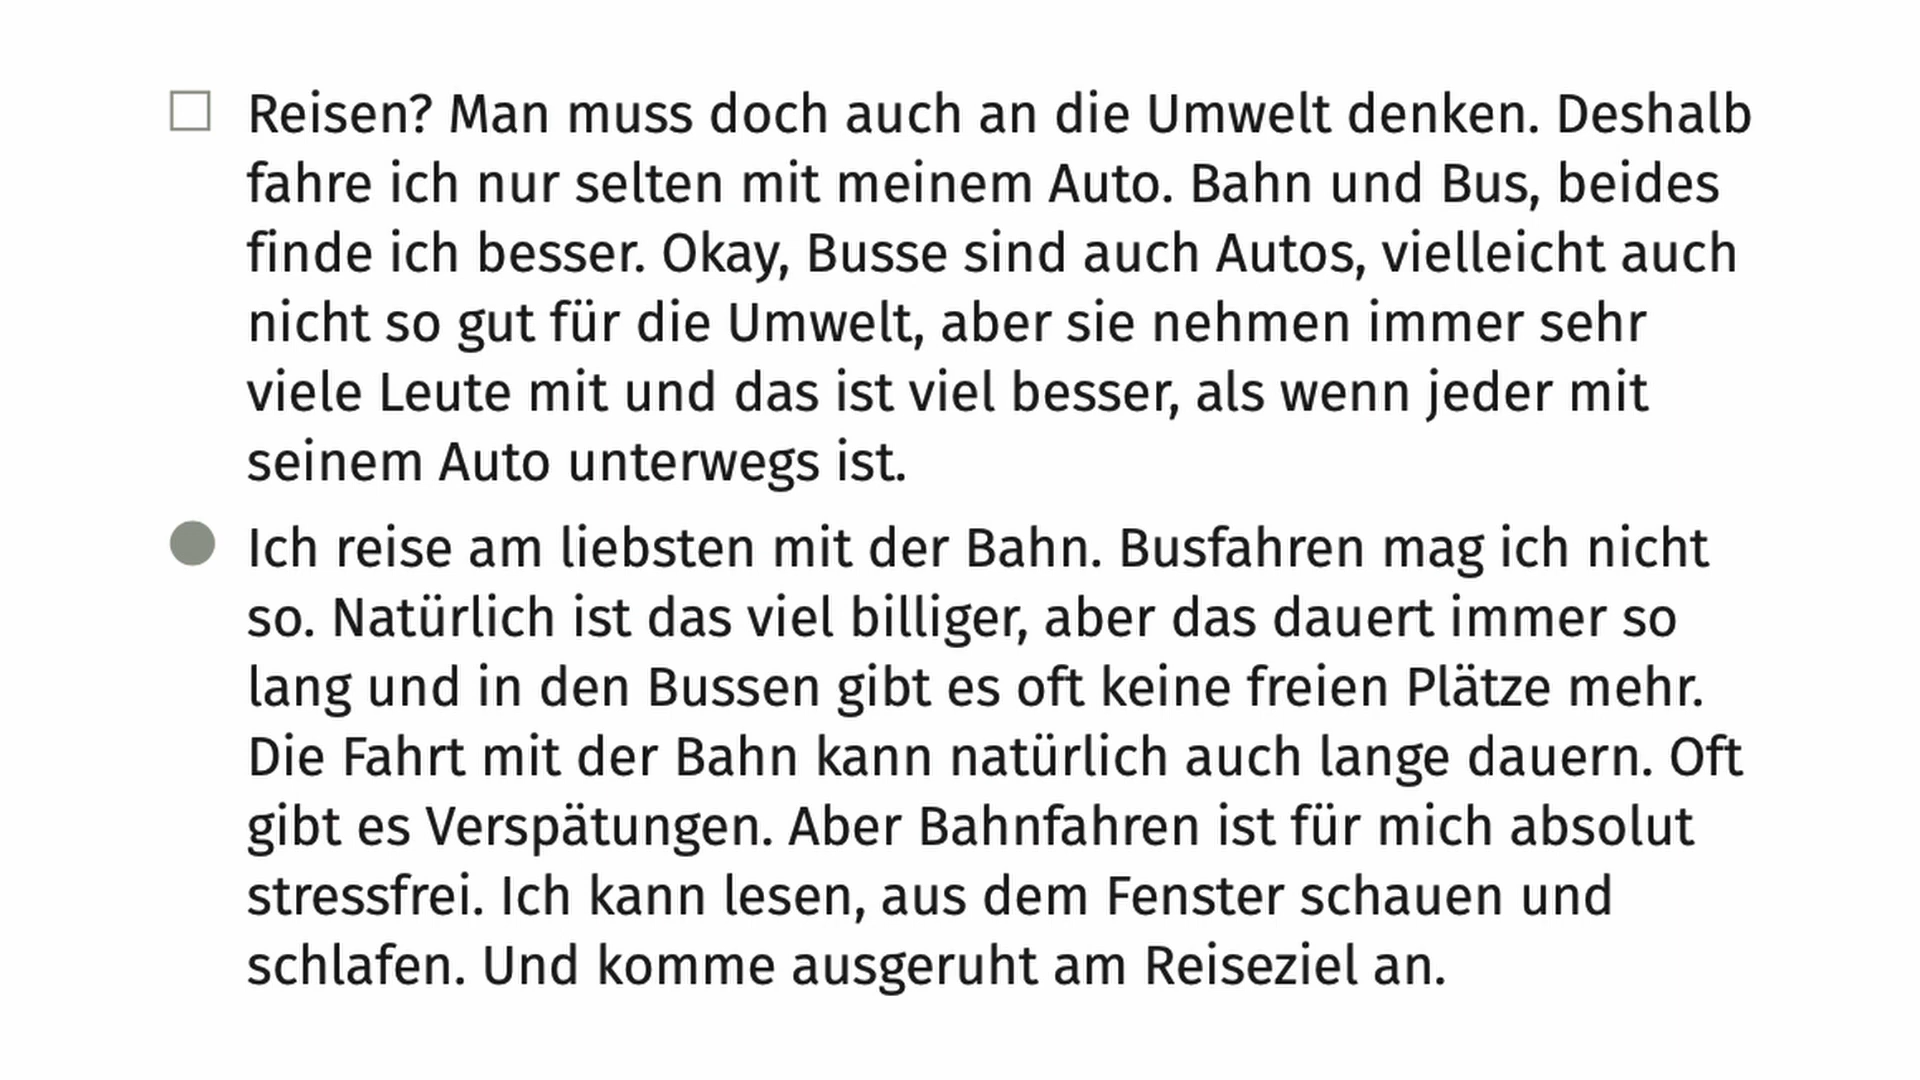 Reisen? Man muss doch auch an die Umwelt denken. Deshalb
fahre ich nur selten mit meinem Auto. Bahn und Bus, beides
finde ich besser. Okay, Busse sind auch Autos, vielleicht auch
nicht so gut für die Umwelt, aber sie nehmen immer sehr
viele Leute mit und das ist viel besser, als wenn jeder mit
seinem Auto unterwegs ist.
Ich reise am liebsten mit der Bahn. Busfahren mag ich nicht
so. Natürlich ist das viel billiger, aber das dauert immer so
lang und in den Bussen gibt es oft keine freien Plätze mehr.
Die Fahrt mit der Bahn kann natürlich auch lange dauern. Oft
gibt es Verspätungen. Aber Bahnfahren ist für mich absolut
stressfrei. Ich kann lesen, aus dem Fenster schauen und
schlafen. Und komme ausgeruht am Reiseziel an.